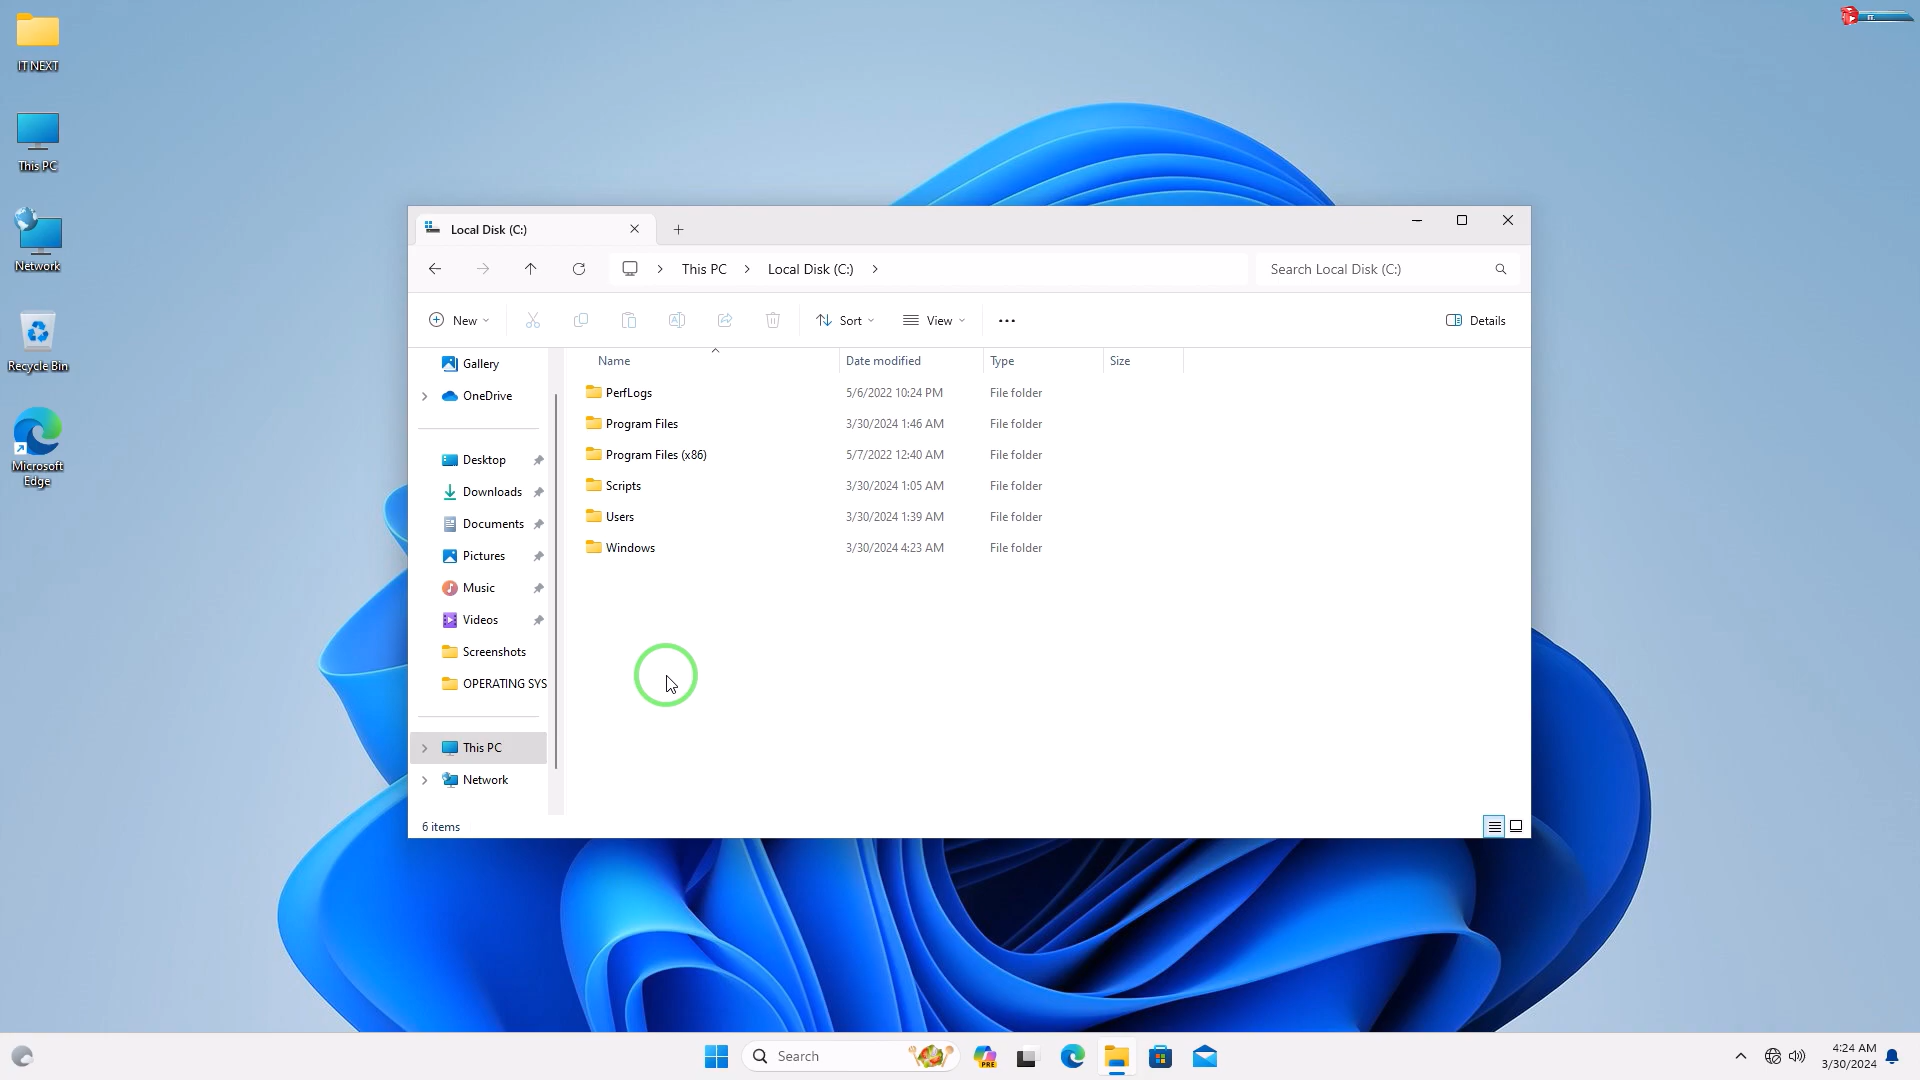 IT NEXT
This PC
Network
Recycle Bin
Microsoft
Edge
Local Disk (C:)
This PC
Local Disk (C:)
Search Local Disk (C:)
New
Sort
View
Details
Gallery
OneDrive
Desktop
Downloads
Documents
Pictures
Music
Videos
Screenshots
OPERATING SYS
This PC
Network
Name Date modified Type Size
PerfLogs 5/6/2022 10:24 PM File folder
Program Files 3/30/2024 1:46 AM File folder
Program Files (x86) 5/7/2022 12:40 AM File folder
Scripts 3/30/2024 1:05 AM File folder
Users 3/30/2024 1:39 AM File folder
Windows 3/30/2024 4:23 AM File folder
6 items
Search
PRE
4:24 AM
3/30/2024